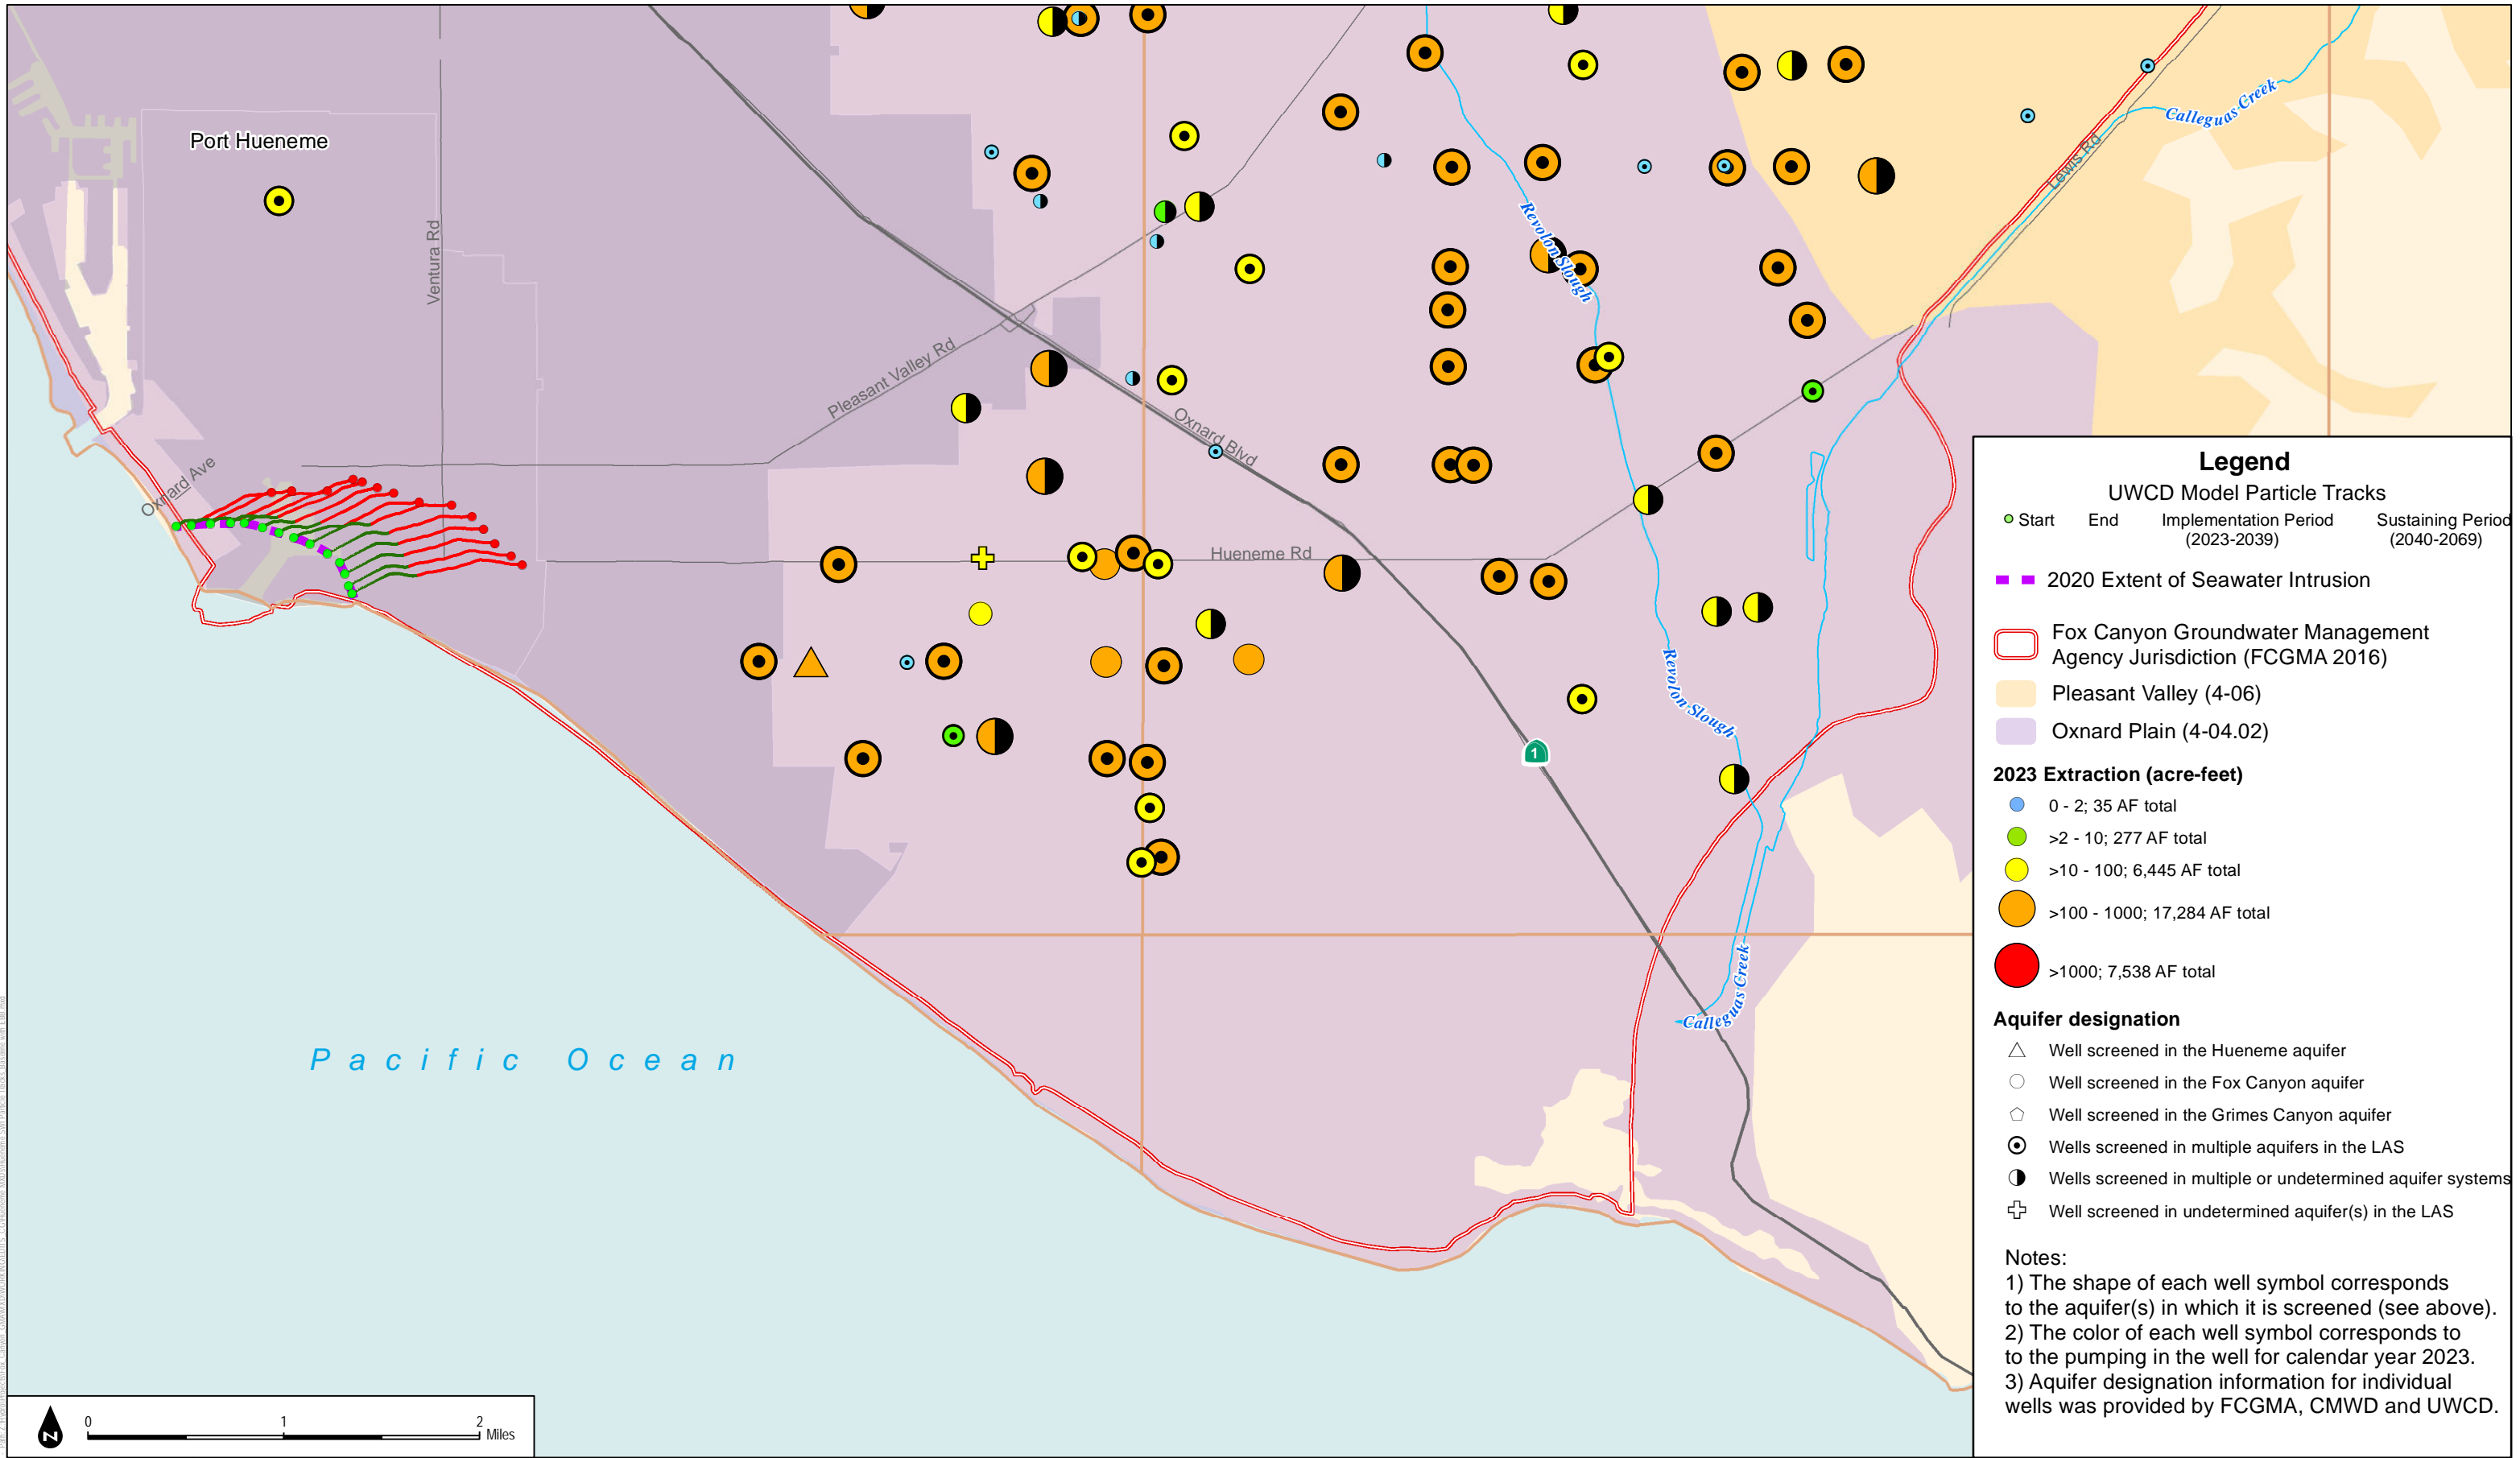 Port Hueneme
Ventura Rd
Oxnard Ave
Pleasant Valley Rd
Oxnard Blvd
Hueneme Rd
Lewis Rd
Calleguas Creek
Revolon Slough
Revolon Slough
Calleguas Creek
1
Pacific Ocean
N
0 1 2
Miles
Legend
UWCD Model Particle Tracks
Start End Implementation Period Sustaining Period
(2023-2039) (2040-2069)
2020 Extent of Seawater Intrusion
Fox Canyon Groundwater Management
Agency Jurisdiction (FCGMA 2016)
Pleasant Valley (4-06)
Oxnard Plain (4-04.02)
2023 Extraction (acre-feet)
0 - 2; 35 AF total
>2 - 10; 277 AF total
>10 - 100; 6,445 AF total
>100 - 1000; 17,284 AF total
>1000; 7,538 AF total
Aquifer designation
Well screened in the Hueneme aquifer
Well screened in the Fox Canyon aquifer
Well screened in the Grimes Canyon aquifer
Wells screened in multiple aquifers in the LAS
Wells screened in multiple or undetermined aquifer systems
Well screened in undetermined aquifer(s) in the LAS
Notes:
1) The shape of each well symbol corresponds
to the aquifer(s) in which it is screened (see above).
2) The color of each well symbol corresponds to
to the pumping in the well for calendar year 2023.
3) Aquifer designation information for individual
wells was provided by FCGMA, CMWD and UWCD.